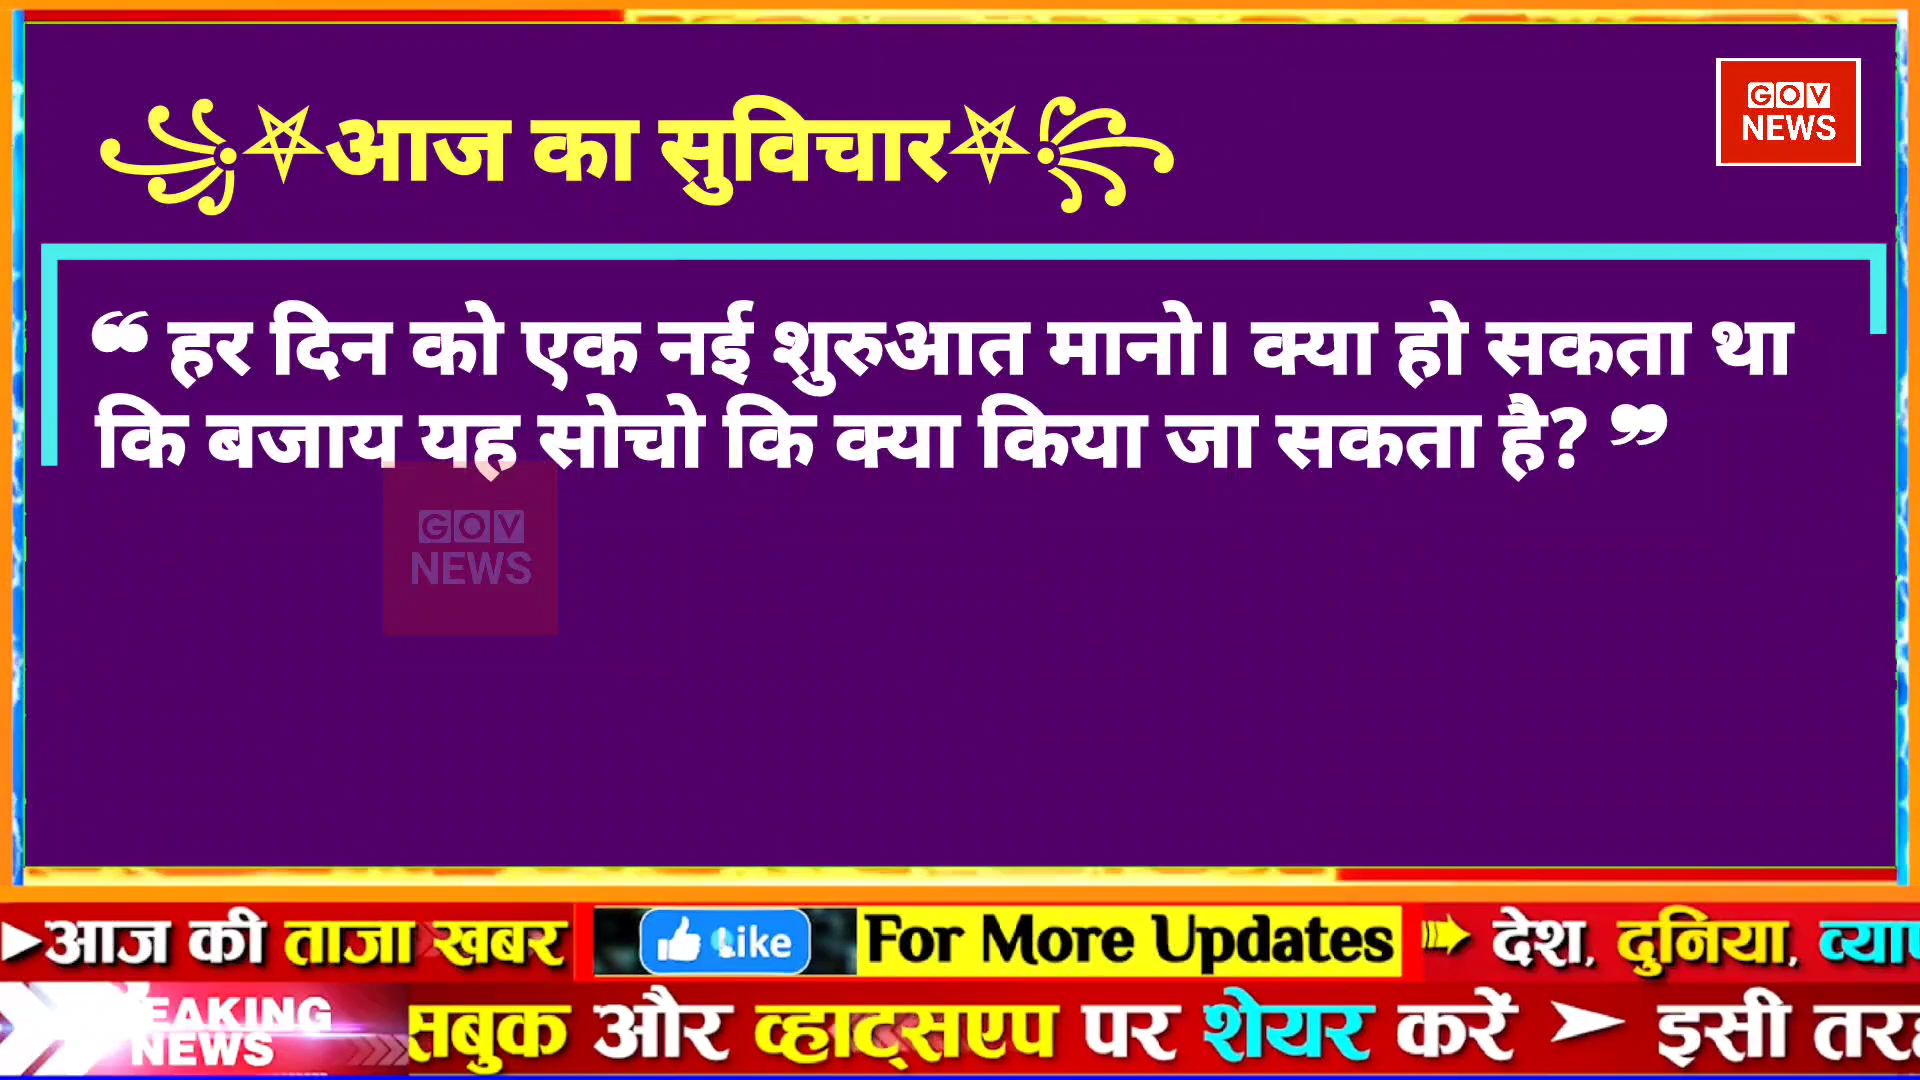 ꧁⛧आज का सुविचार⛧꧂
GOV
NEWS
❝ हर दिन को एक नई शुरुआत मानो। क्या हो सकता था
कि बजाय यह सोचो कि क्या किया जा सकता है? ❞
GOV
NEWS
आज की ताजा खबर Like For More Updates देश, दुनिया,
NEWS
और व्हाट्सएप पर शेयर करें ➤ इसी